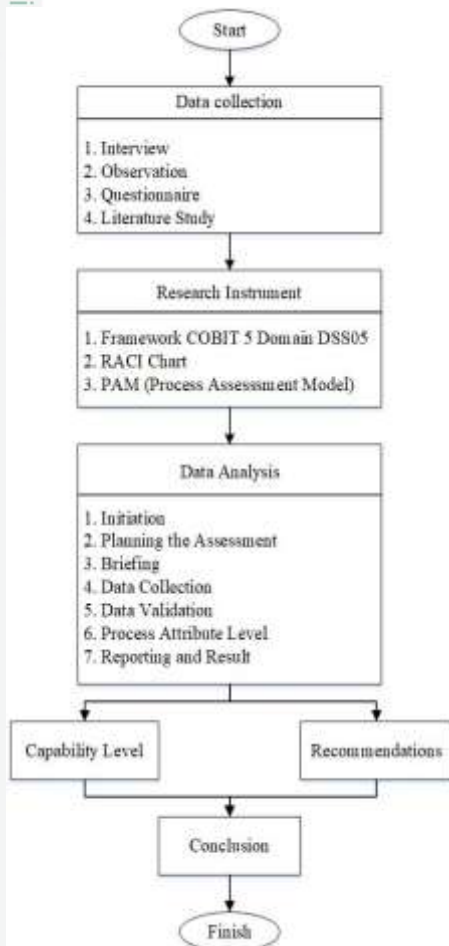 Start
Data collection
1. Interview
2. Observation
3. Questionnaire
4. Literature Study
Research Instrument
1. Framework COBIT 5 Domain DSS05
2. RACI Chart
3. PAM (Process Assesssment Model)
Data Analysis
1. Initiation
2. Planning the Assessment
3. Briefing
4. Data Collection
5. Data Validation
6. Process Attribute Level
7. Reporting and Result
Capability Level
Recommendations
Conclusion
Finish